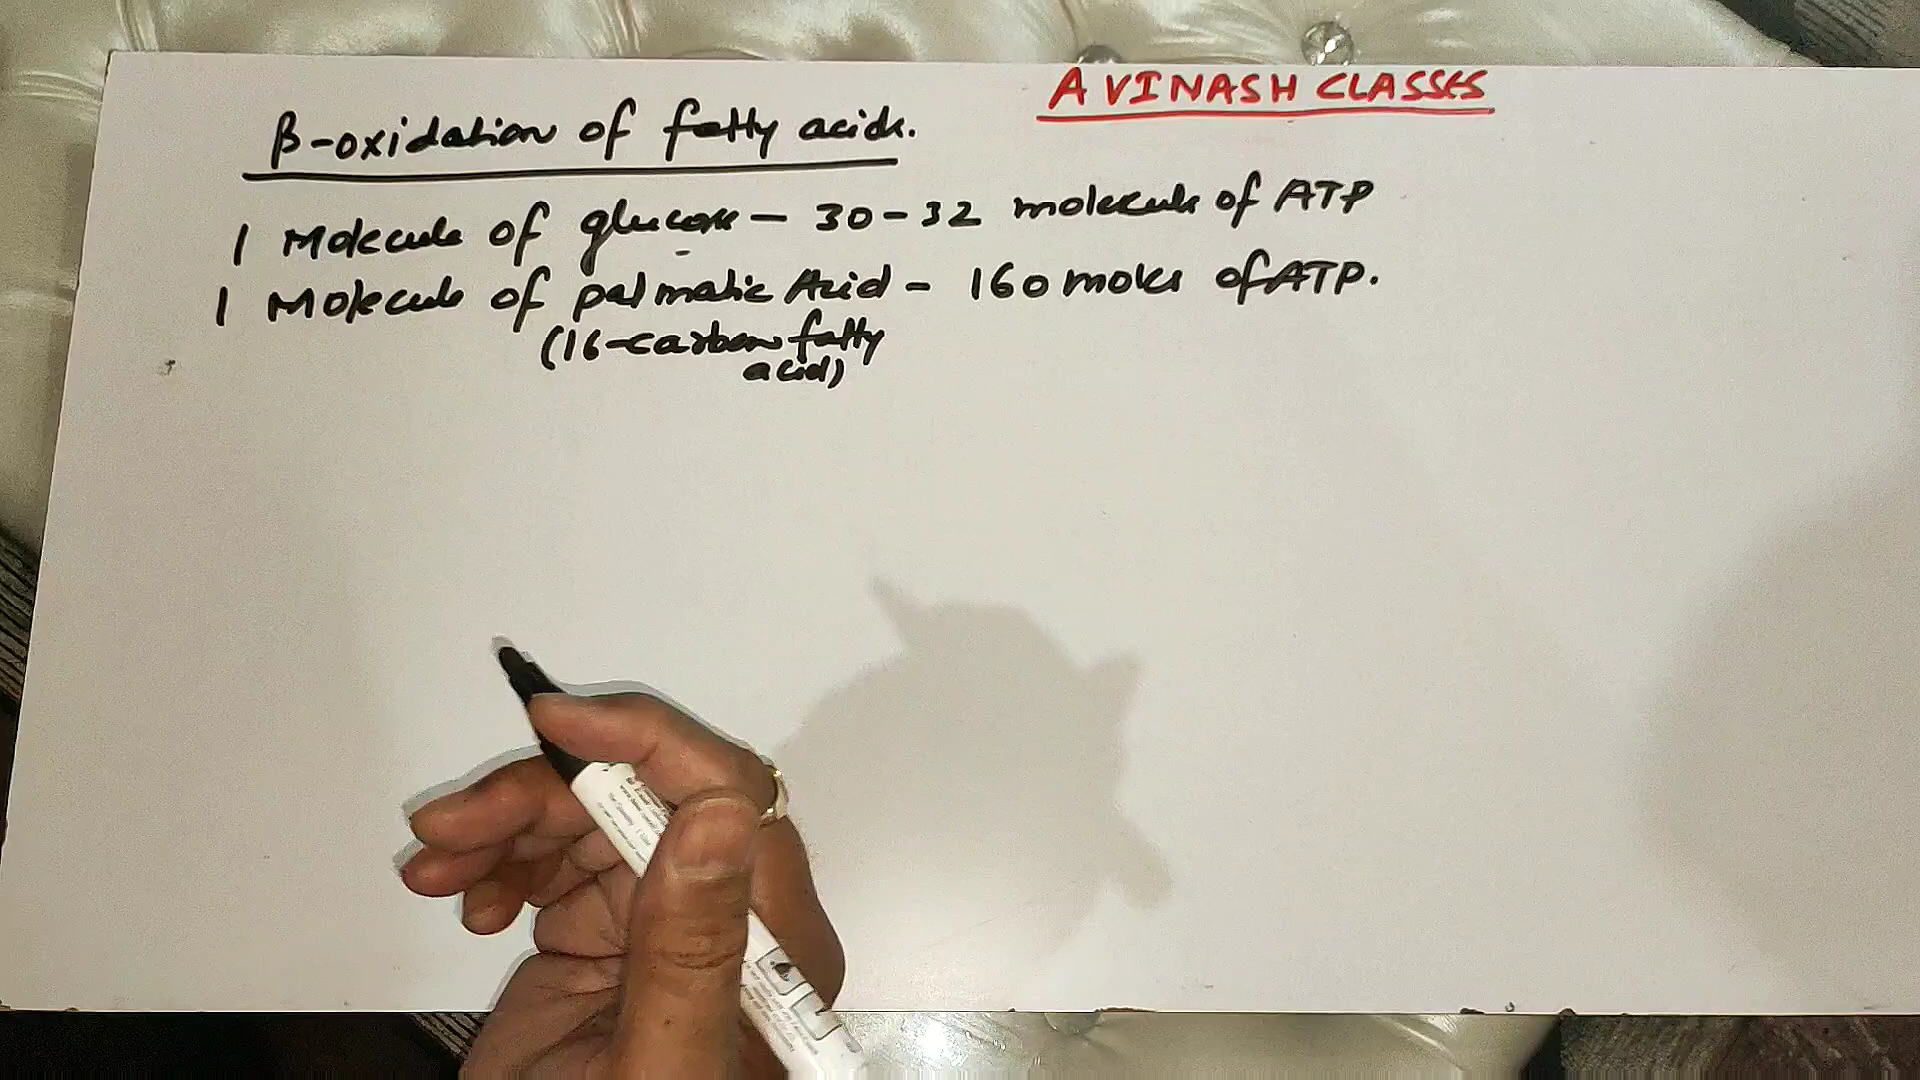 AVINASH CLASSES
β-oxidation of fatty acids.
1 Molecule of glucose – 30-32 molecule of ATP
1 Molecule of palmatic Acid – 160 moles of ATP.
(16-carbon fatty
acid)